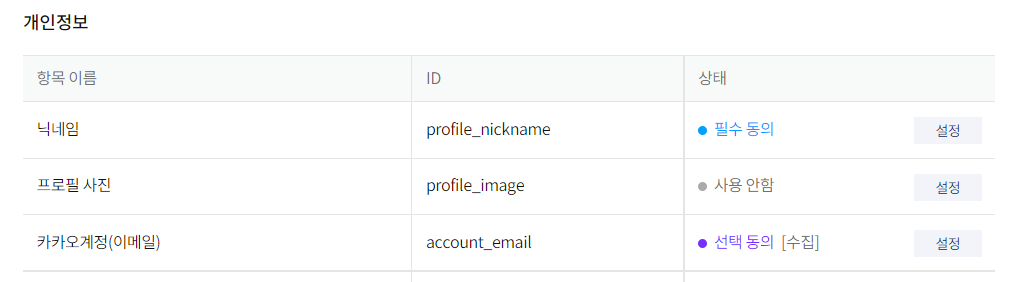 개인정보
항목 이름 ID 상태
닉네임 profile_nickname 필수 동의 설정
프로필 사진 profile_image 사용 안함 설정
카카오계정(이메일) account_email 선택 동의 [수집] 설정